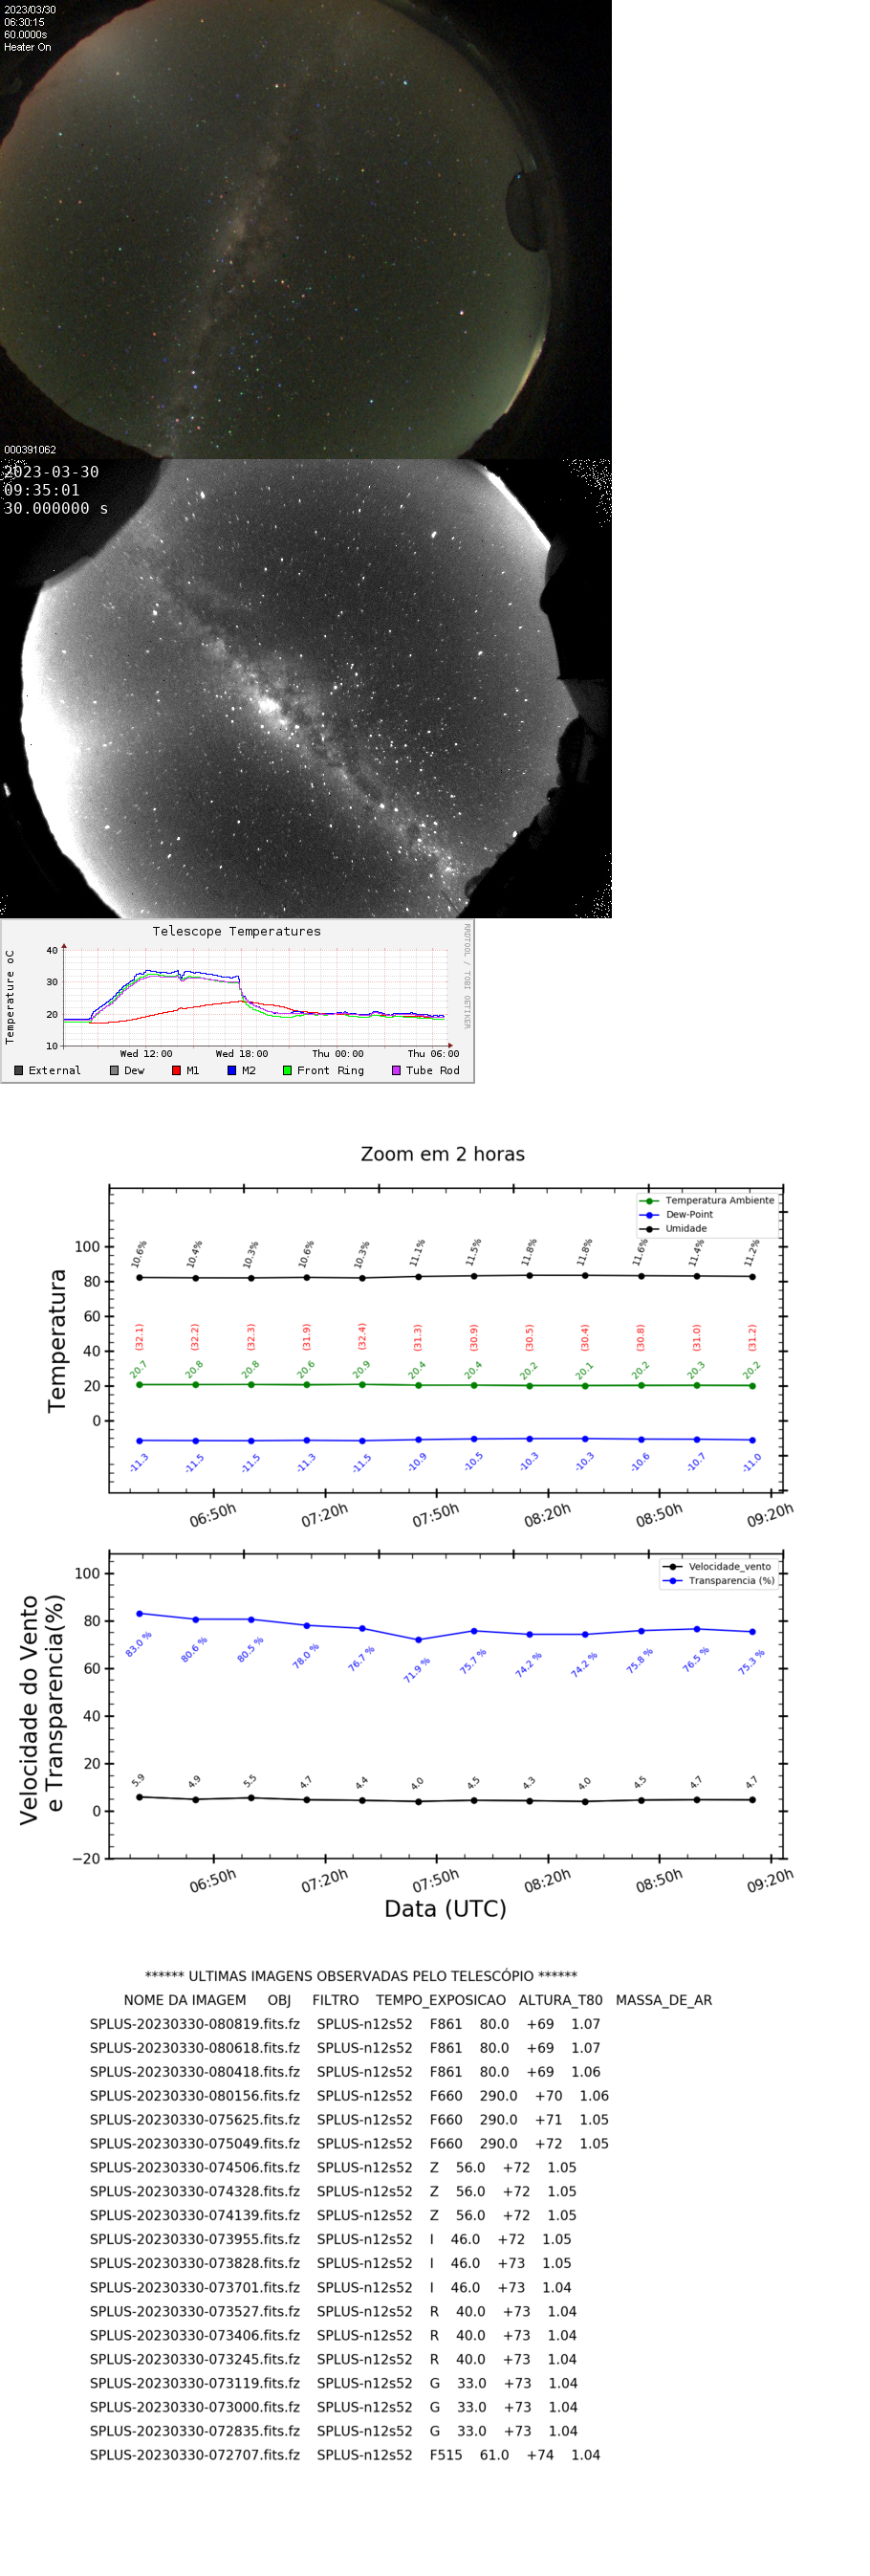 2023/03/30
06:30:15
60.0000s
Heater On
000391062
2023-03-30
09:35:01
30.000000 s
Telescope Temperatures
RRDTOOL / TOBI OETIKER
Temperature oC
40
30
20
10
Wed 12:00 Wed 18:00 Thu 00:00 Thu 06:00
External Dew M1 M2 Front Ring Tube Rod
Zoom em 2 horas
Temperatura Ambiente
Dew-Point
Umidade
Temperatura
100
80
60
40
20
0
10.6% 10.4% 10.3% 10.6% 10.3% 11.1% 11.5% 11.8% 11.8% 11.6% 11.4% 11.2%
(32.1) (32.2) (32.3) (31.9) (32.4) (31.3) (30.9) (30.5) (30.4) (30.8) (31.0) (31.2)
20.7 20.8 20.8 20.6 20.9 20.4 20.4 20.2 20.1 20.2 20.3 20.2
-11.3 -11.5 -11.5 -11.3 -11.5 -10.9 -10.5 -10.3 -10.3 -10.6 -10.7 -11.0
06:50h 07:20h 07:50h 08:20h 08:50h 09:20h
Velocidade_vento
Transparencia (%)
Velocidade do Vento
e Transparencia(%)
100
80
60
40
20
0
−20
83.0 % 80.6 % 80.5 % 78.0 % 76.7 % 71.9 % 75.7 % 74.2 % 74.2 % 75.8 % 76.5 % 75.3 %
5.9 4.9 5.5 4.7 4.4 4.0 4.5 4.3 4.0 4.5 4.7 4.7
06:50h 07:20h 07:50h 08:20h 08:50h 09:20h
Data (UTC)
****** ULTIMAS IMAGENS OBSERVADAS PELO TELESCÓPIO ******
NOME DA IMAGEM OBJ FILTRO TEMPO_EXPOSICAO ALTURA_T80 MASSA_DE_AR
SPLUS-20230330-080819.fits.fz SPLUS-n12s52 F861 80.0 +69 1.07
SPLUS-20230330-080618.fits.fz SPLUS-n12s52 F861 80.0 +69 1.07
SPLUS-20230330-080418.fits.fz SPLUS-n12s52 F861 80.0 +69 1.06
SPLUS-20230330-080156.fits.fz SPLUS-n12s52 F660 290.0 +70 1.06
SPLUS-20230330-075625.fits.fz SPLUS-n12s52 F660 290.0 +71 1.05
SPLUS-20230330-075049.fits.fz SPLUS-n12s52 F660 290.0 +72 1.05
SPLUS-20230330-074506.fits.fz SPLUS-n12s52 Z 56.0 +72 1.05
SPLUS-20230330-074328.fits.fz SPLUS-n12s52 Z 56.0 +72 1.05
SPLUS-20230330-074139.fits.fz SPLUS-n12s52 Z 56.0 +72 1.05
SPLUS-20230330-073955.fits.fz SPLUS-n12s52 I 46.0 +72 1.05
SPLUS-20230330-073828.fits.fz SPLUS-n12s52 I 46.0 +73 1.05
SPLUS-20230330-073701.fits.fz SPLUS-n12s52 I 46.0 +73 1.04
SPLUS-20230330-073527.fits.fz SPLUS-n12s52 R 40.0 +73 1.04
SPLUS-20230330-073406.fits.fz SPLUS-n12s52 R 40.0 +73 1.04
SPLUS-20230330-073245.fits.fz SPLUS-n12s52 R 40.0 +73 1.04
SPLUS-20230330-073119.fits.fz SPLUS-n12s52 G 33.0 +73 1.04
SPLUS-20230330-073000.fits.fz SPLUS-n12s52 G 33.0 +73 1.04
SPLUS-20230330-072835.fits.fz SPLUS-n12s52 G 33.0 +73 1.04
SPLUS-20230330-072707.fits.fz SPLUS-n12s52 F515 61.0 +74 1.04